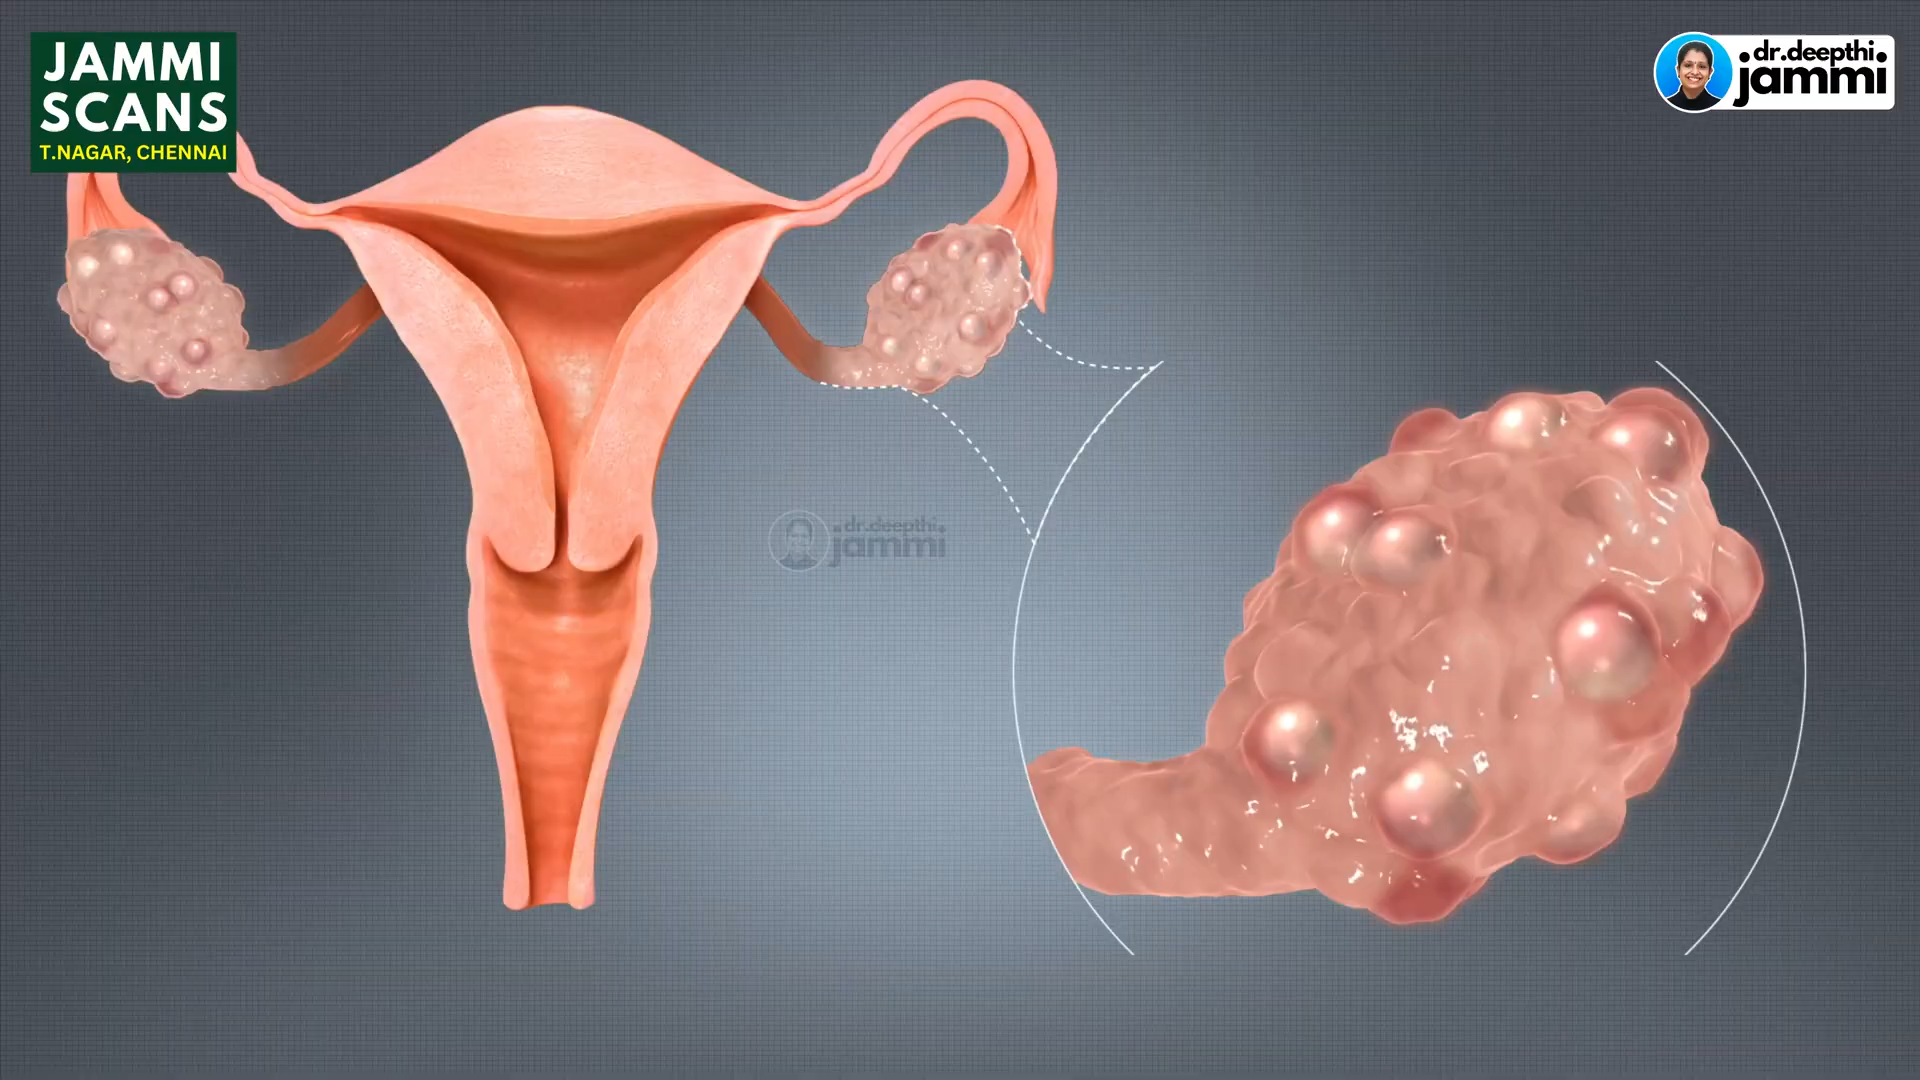 JAMMI
SCANS
T.NAGAR, CHENNAI
dr.deepthi
jammi
dr.deepthi
jammi